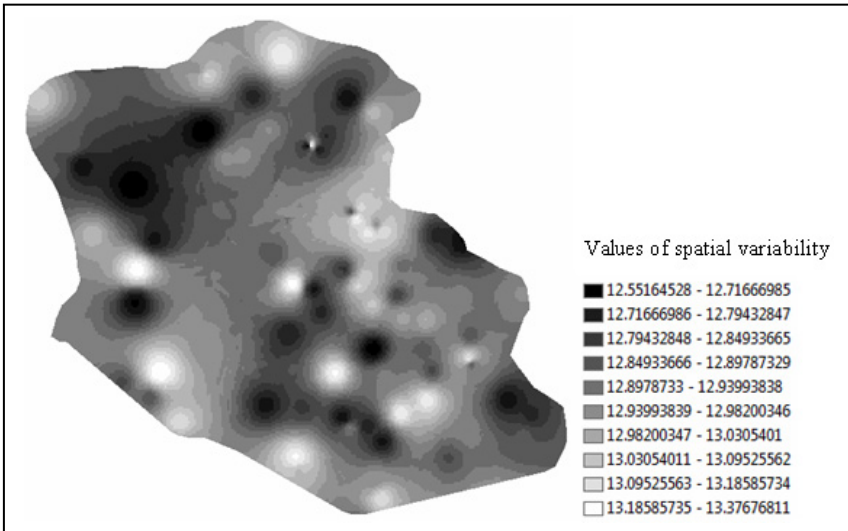 Values of spatial variability
12.55164528 - 12.71666985
12.71666986 - 12.79432847
12.79432848 - 12.84933665
12.84933666 - 12.89787329
12.8978733 - 12.93993838
12.93993839 - 12.98200346
12.98200347 - 13.0305401
13.03054011 - 13.09525562
13.09525563 - 13.18585734
13.18585735 - 13.37676811